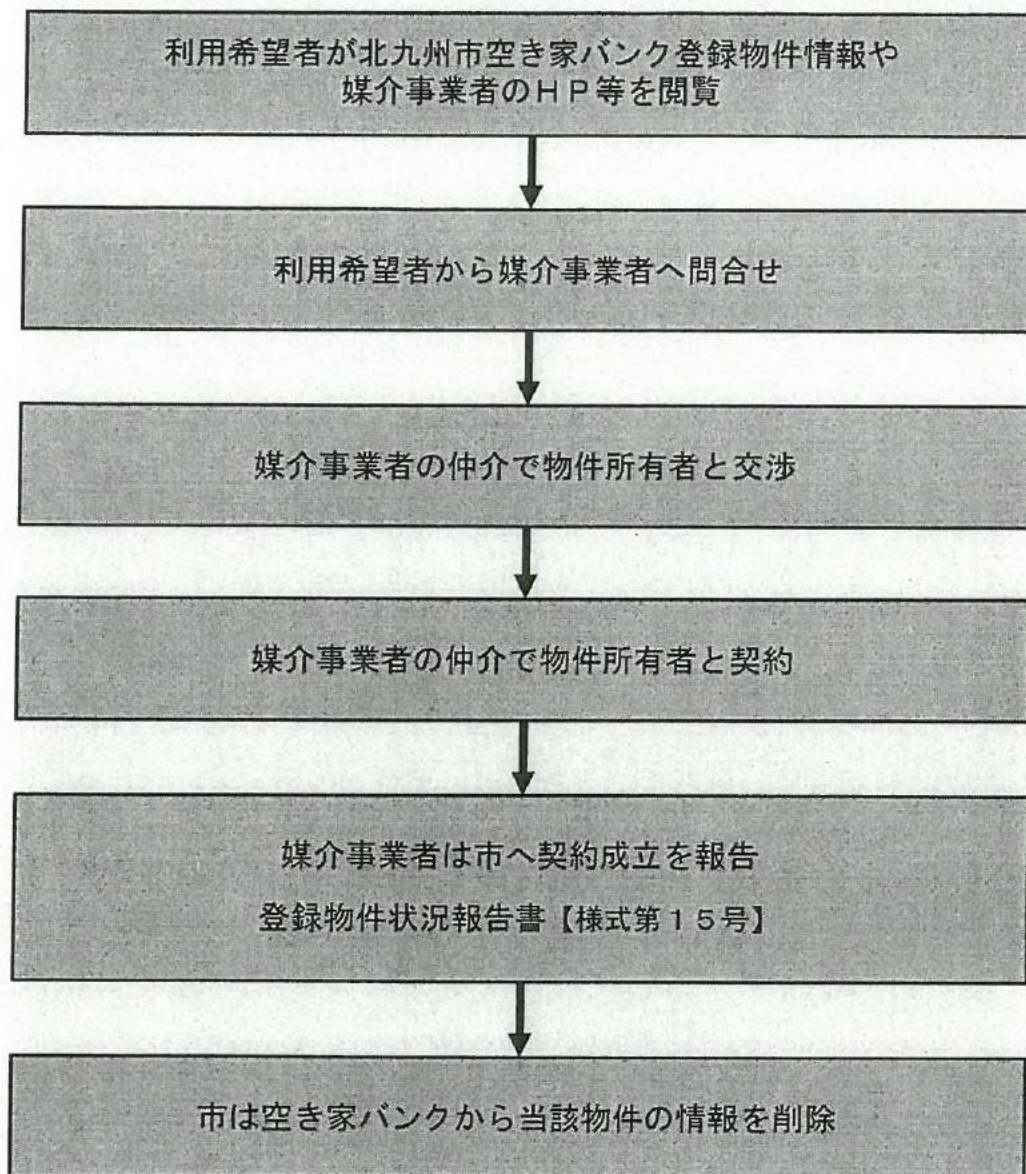 利用希望者が北九州市空き家バンク登録物件情報や
媒介事業者のＨＰ等を閲覧
利用希望者から媒介事業者へ問合せ
媒介事業者の仲介で物件所有者と交渉
媒介事業者の仲介で物件所有者と契約
媒介事業者は市へ契約成立を報告
登録物件状況報告書【様式第１５号】
市は空き家バンクから当該物件の情報を削除